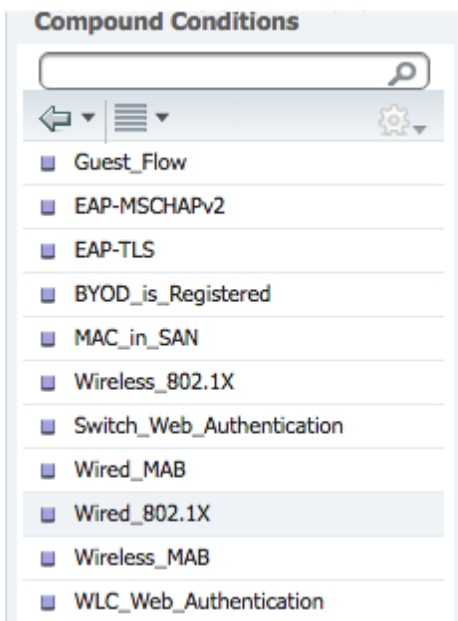 Compound Conditions
Guest_Flow
EAP-MSCHAPv2
EAP-TLS
BYOD_is_Registered
MAC_in_SAN
Wireless_802.1X
Switch_Web_Authentication
Wired_MAB
Wired_802.1X
Wireless_MAB
WLC_Web_Authentication